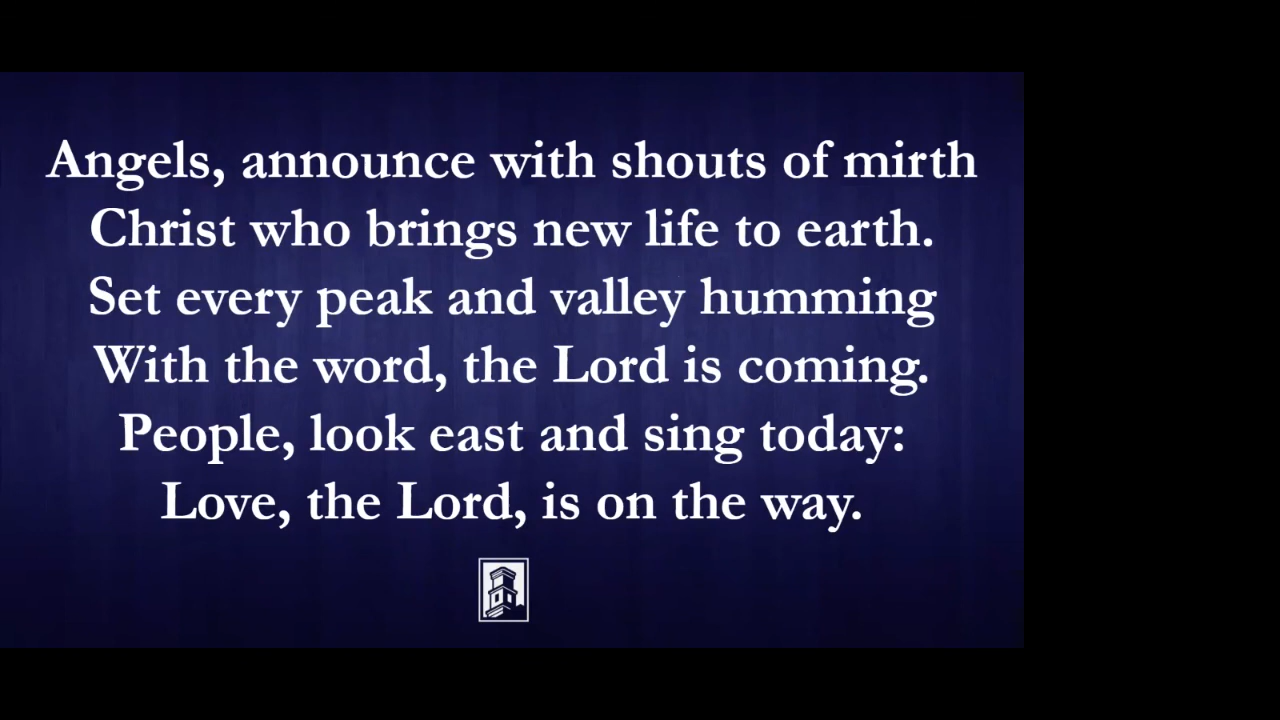 Angels, announce with shouts of mirth
Christ who brings new life to earth.
Set every peak and valley humming
With the word, the Lord is coming.
People, look east and sing today:
Love, the Lord, is on the way.